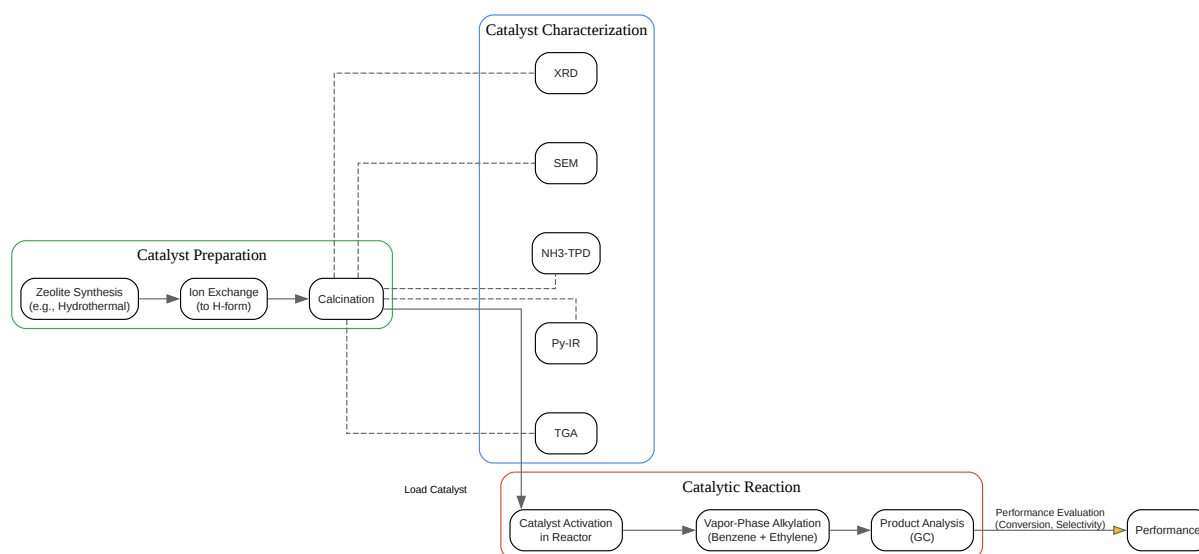 Catalyst Characterization
XRD
SEM
NH3-TPD
Py-IR
TGA
Catalyst Preparation
Zeolite Synthesis
(e.g., Hydrothermal)
Ion Exchange
(to H-form)
Calcination
Load Catalyst
Catalytic Reaction
Catalyst Activation
in Reactor
Vapor-Phase Alkylation
(Benzene + Ethylene)
Product Analysis
(GC)
Performance Evaluation
(Conversion, Selectivity)
Performance